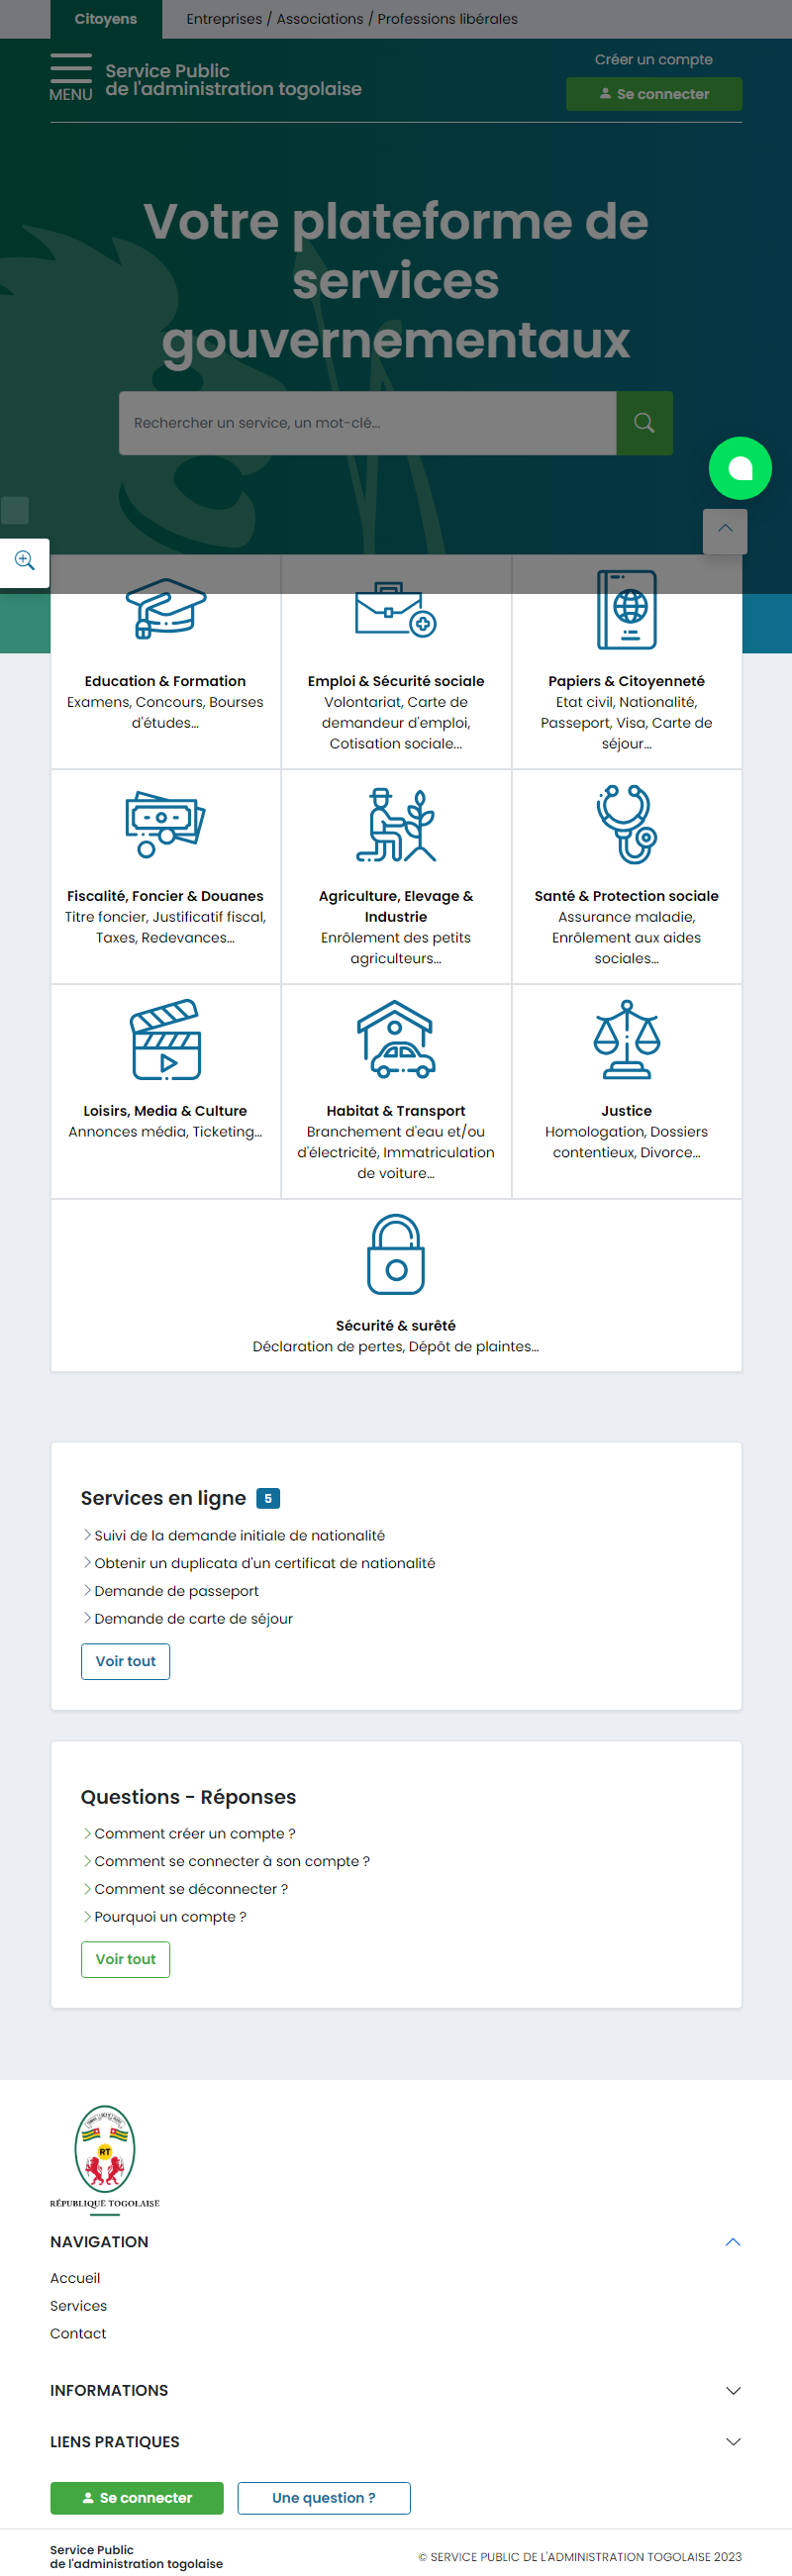 Citoyens
Entreprises / Associations / Professions libérales
MENU
Service Public
de l'administration togolaise
Créer un compte
Se connecter
Votre plateforme de
services
gouvernementaux
Rechercher un service, un mot-clé...
Education & Formation
Examens, Concours, Bourses
d'études...
Emploi & Sécurité sociale
Volontariat, Carte de
demandeur d'emploi,
Cotisation sociale...
Papiers & Citoyenneté
Etat civil, Nationalité,
Passeport, Visa, Carte de
séjour...
Fiscalité, Foncier & Douanes
Titre foncier, Justificatif fiscal,
Taxes, Redevances...
Agriculture, Elevage &
Industrie
Enrôlement des petits
agriculteurs...
Santé & Protection sociale
Assurance maladie,
Enrôlement aux aides
sociales...
Loisirs, Media & Culture
Annonces média, Ticketing...
Habitat & Transport
Branchement d'eau et/ou
d'électricité, Immatriculation
de voiture...
Justice
Homologation, Dossiers
contentieux, Divorce...
Sécurité & surêté
Déclaration de pertes, Dépôt de plaintes...
Services en ligne 5
Suivi de la demande initiale de nationalité
Obtenir un duplicata d'un certificat de nationalité
Demande de passeport
Demande de carte de séjour
Voir tout
Questions - Réponses
Comment créer un compte ?
Comment se connecter à son compte ?
Comment se déconnecter ?
Pourquoi un compte ?
Voir tout
RT
RÉPUBLIQUE TOGOLAISE
NAVIGATION
Accueil
Services
Contact
INFORMATIONS
LIENS PRATIQUES
Se connecter
Une question ?
Service Public
de l'administration togolaise
© SERVICE PUBLIC DE L'ADMINISTRATION TOGOLAISE 2023